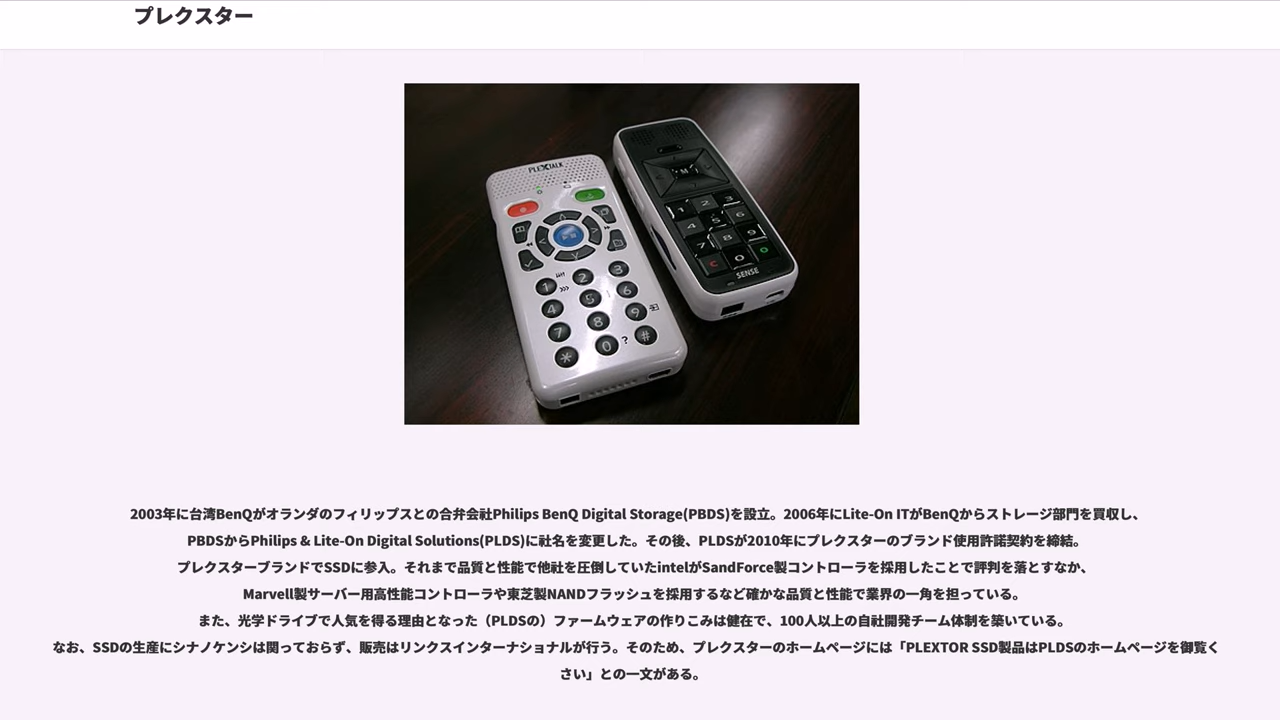 プレクスター
PLEXTALK
M
1 2 3
4 5 6
7 8 9
C 0
SENSE
1 2 3
4 5 6
7 8 9
* 0 #
?
2003年に台湾BenQがオランダのフィリップスとの合弁会社Philips BenQ Digital Storage(PBDS)を設立。2006年にLite-On ITがBenQからストレージ部門を買収し、
PBDSからPhilips & Lite-On Digital Solutions(PLDS)に社名を変更した。その後、PLDSが2010年にプレクスターのブランド使用許諾契約を締結。
プレクスターブランドでSSDに参入。それまで品質と性能で他社を圧倒していたintelがSandForce製コントローラを採用したことで評判を落とすなか、
Marvell製サーバー用高性能コントローラや東芝製NANDフラッシュを採用するなど確かな品質と性能で業界の一角を担っている。
また、光学ドライブで人気を得る理由となった（PLDSの）ファームウェアの作りこみは健在で、100人以上の自社開発チーム体制を築いている。
なお、SSDの生産にシナノケンシは関っておらず、販売はリンクスインターナショナルが行う。そのため、プレクスターのホームページには「PLEXTOR SSD製品はPLDSのホームページを御覧く
さい」との一文がある。